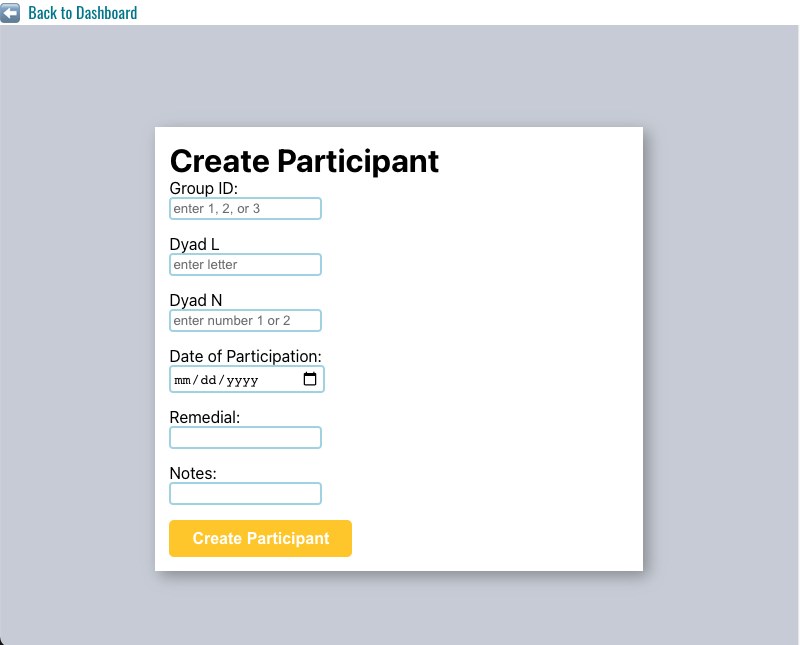 Back to Dashboard
Create Participant
Group ID:
enter 1, 2, or 3
Dyad L
enter letter
Dyad N
enter number 1 or 2
Date of Participation:
mm/dd/yyyy
Remedial:
Notes:
Create Participant